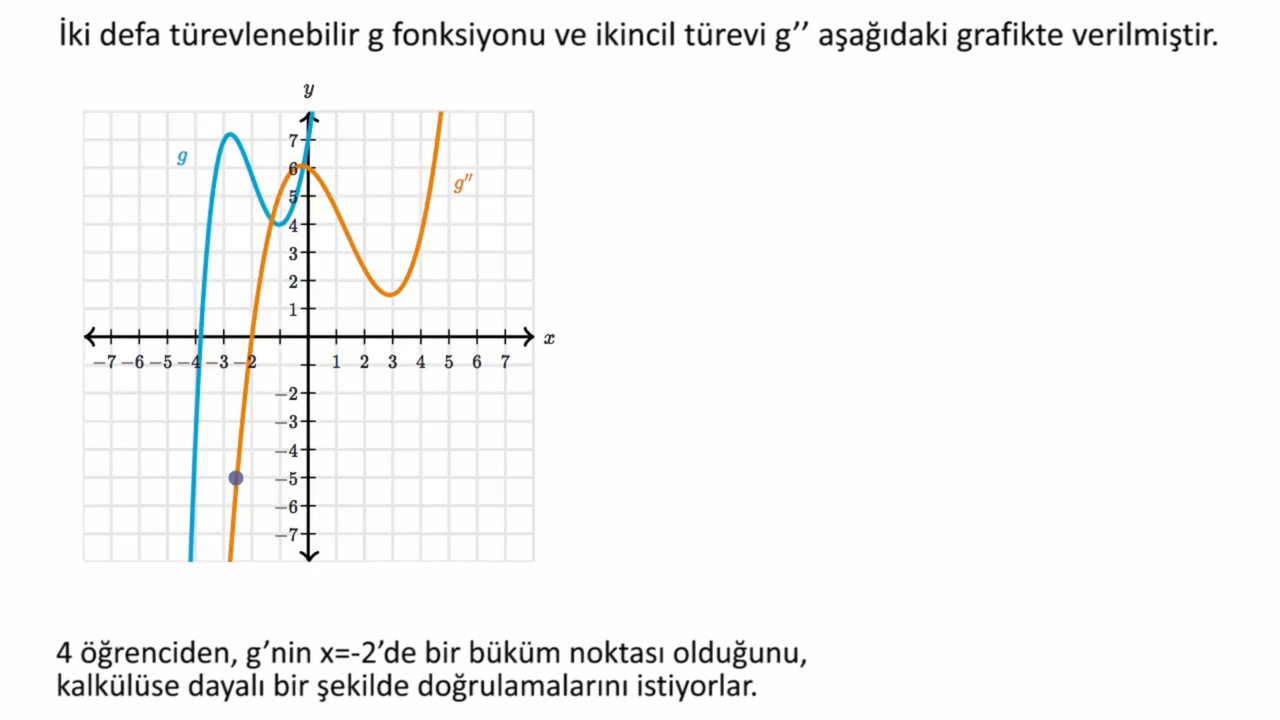 İki defa türevlenebilir g fonksiyonu ve ikincil türevi g’’ aşağıdaki grafikte verilmiştir.
y
7
g
6
g″
5
4
3
2
1
x
−7 −6 −5 −4 −3 −2 1 2 3 4 5 6 7
−2
−3
−4
−5
−6
−7
4 öğrenciden, g’nin x=-2’de bir büküm noktası olduğunu,
kalkülüse dayalı bir şekilde doğrulamalarını istiyorlar.